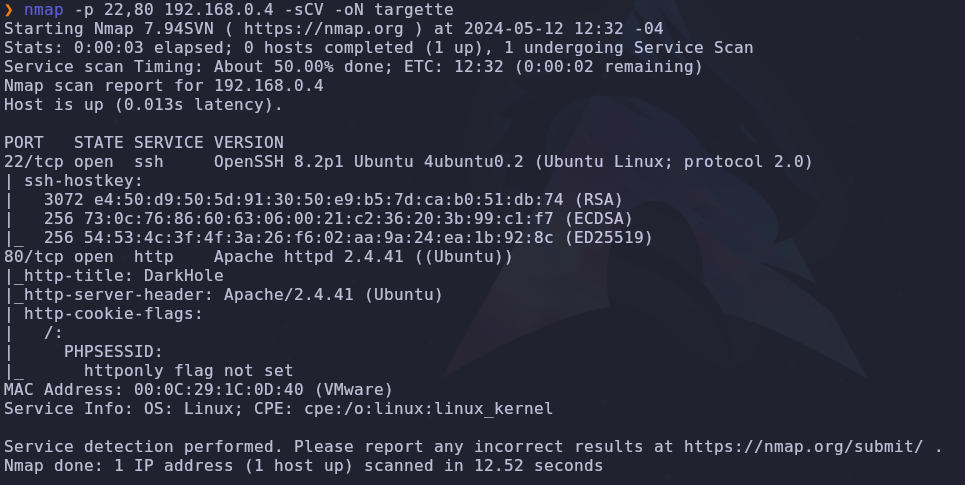 ❯ nmap -p 22,80 192.168.0.4 -sCV -oN targette
Starting Nmap 7.94SVN ( https://nmap.org ) at 2024-05-12 12:32 -04
Stats: 0:00:03 elapsed; 0 hosts completed (1 up), 1 undergoing Service Scan
Service scan Timing: About 50.00% done; ETC: 12:32 (0:00:02 remaining)
Nmap scan report for 192.168.0.4
Host is up (0.013s latency).

PORT   STATE SERVICE VERSION
22/tcp open  ssh     OpenSSH 8.2p1 Ubuntu 4ubuntu0.2 (Ubuntu Linux; protocol 2.0)
| ssh-hostkey:
|   3072 e4:50:d9:50:5d:91:30:50:e9:b5:7d:ca:b0:51:db:74 (RSA)
|   256 73:0c:76:86:60:63:06:00:21:c2:36:20:3b:99:c1:f7 (ECDSA)
|_  256 54:53:4c:3f:4f:3a:26:f6:02:aa:9a:24:ea:1b:92:8c (ED25519)
80/tcp open  http    Apache httpd 2.4.41 ((Ubuntu))
|_http-title: DarkHole
|_http-server-header: Apache/2.4.41 (Ubuntu)
| http-cookie-flags:
|   /:
|     PHPSESSID:
|_      httponly flag not set
MAC Address: 00:0C:29:1C:0D:40 (VMware)
Service Info: OS: Linux; CPE: cpe:/o:linux:linux_kernel

Service detection performed. Please report any incorrect results at https://nmap.org/submit/ .
Nmap done: 1 IP address (1 host up) scanned in 12.52 seconds